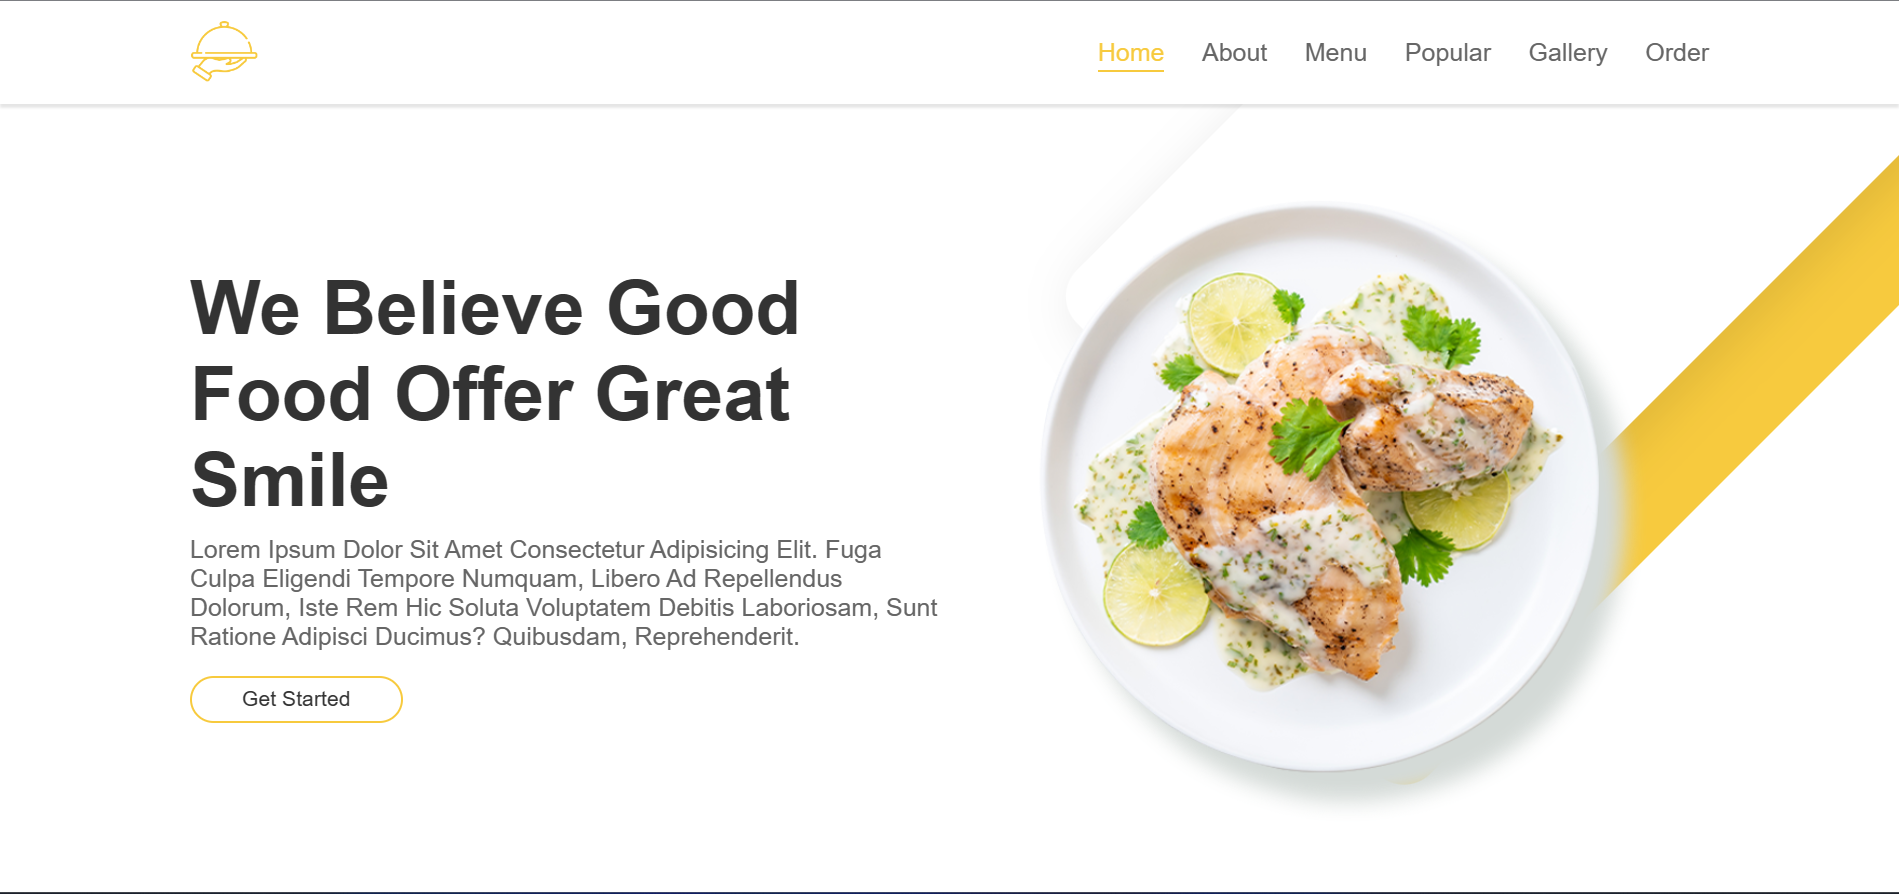 Home About Menu Popular Gallery Order
We Believe Good
Food Offer Great
Smile
Lorem Ipsum Dolor Sit Amet Consectetur Adipisicing Elit. Fuga
Culpa Eligendi Tempore Numquam, Libero Ad Repellendus
Dolorum, Iste Rem Hic Soluta Voluptatem Debitis Laboriosam, Sunt
Ratione Adipisci Ducimus? Quibusdam, Reprehenderit.
Get Started